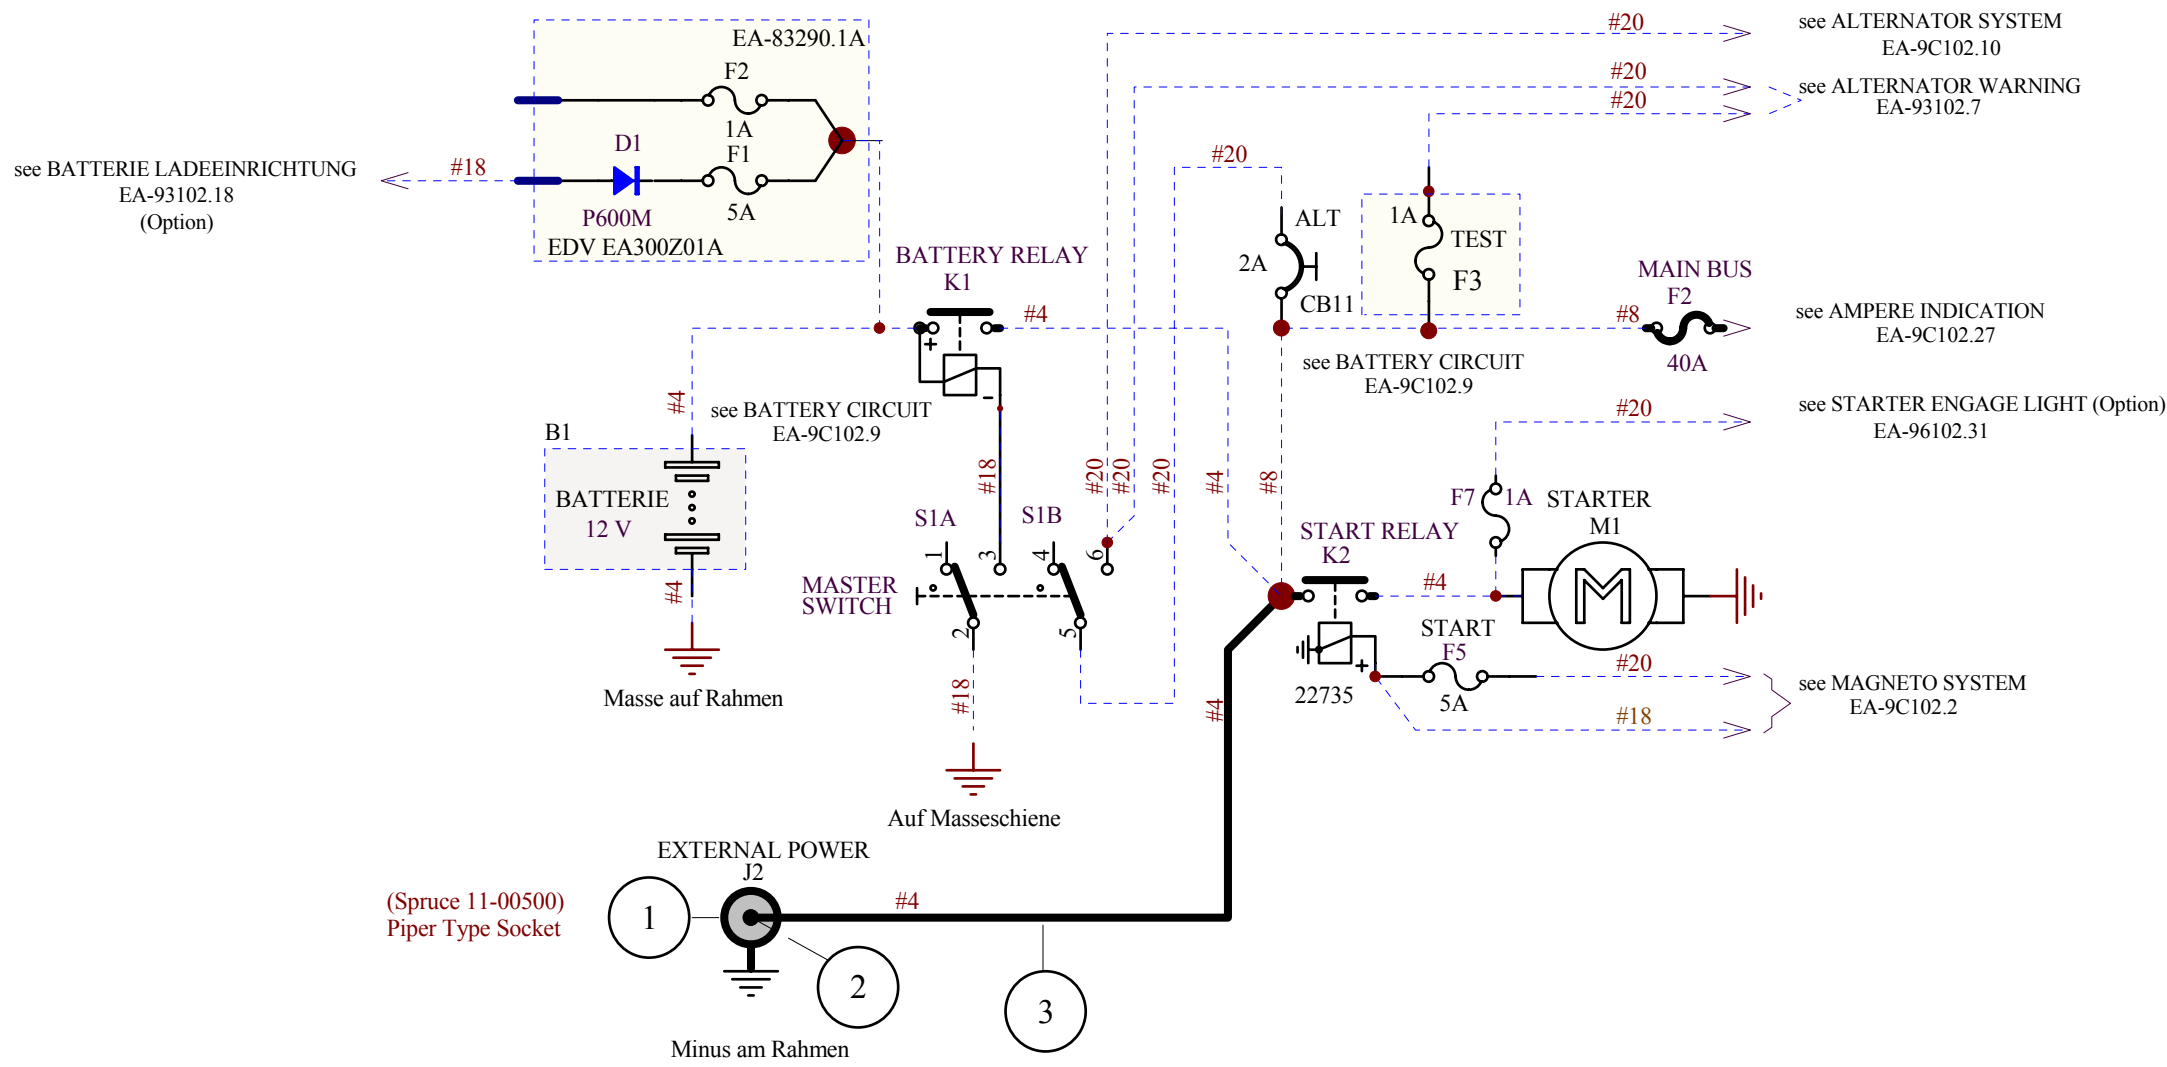 #20
see ALTERNATOR SYSTEM
EA-9C102.10
#20
see ALTERNATOR WARNING
EA-93102.7
#20
EA-83290.1A
F2
1A
D1
F1
5A
P600M
EDV EA300Z01A
see BATTERIE LADEEINRICHTUNG
EA-93102.18
(Option)
#18
#20
ALT
2A
CB11
1A
TEST
F3
BATTERY RELAY
K1
+
-
#4
MAIN BUS
F2
#8
40A
see AMPERE INDICATION
EA-9C102.27
see BATTERY CIRCUIT
EA-9C102.9
see BATTERY CIRCUIT
EA-9C102.9
#4
B1
BATTERIE
12 V
#4
Masse auf Rahmen
#18
#20
#20
#20
#4
#8
#20
see STARTER ENGAGE LIGHT (Option)
EA-96102.31
S1A
S1B
1
3
4
6
2
5
MASTER
SWITCH
#18
Auf Masseschiene
START RELAY
K2
#4
+
22735
F7
1A
STARTER
M1
M
START
F5
5A
#20
#18
see MAGNETO SYSTEM
EA-9C102.2
#4
EXTERNAL POWER
J2
(Spruce 11-00500)
Piper Type Socket
#4
1
2
3
Minus am Rahmen